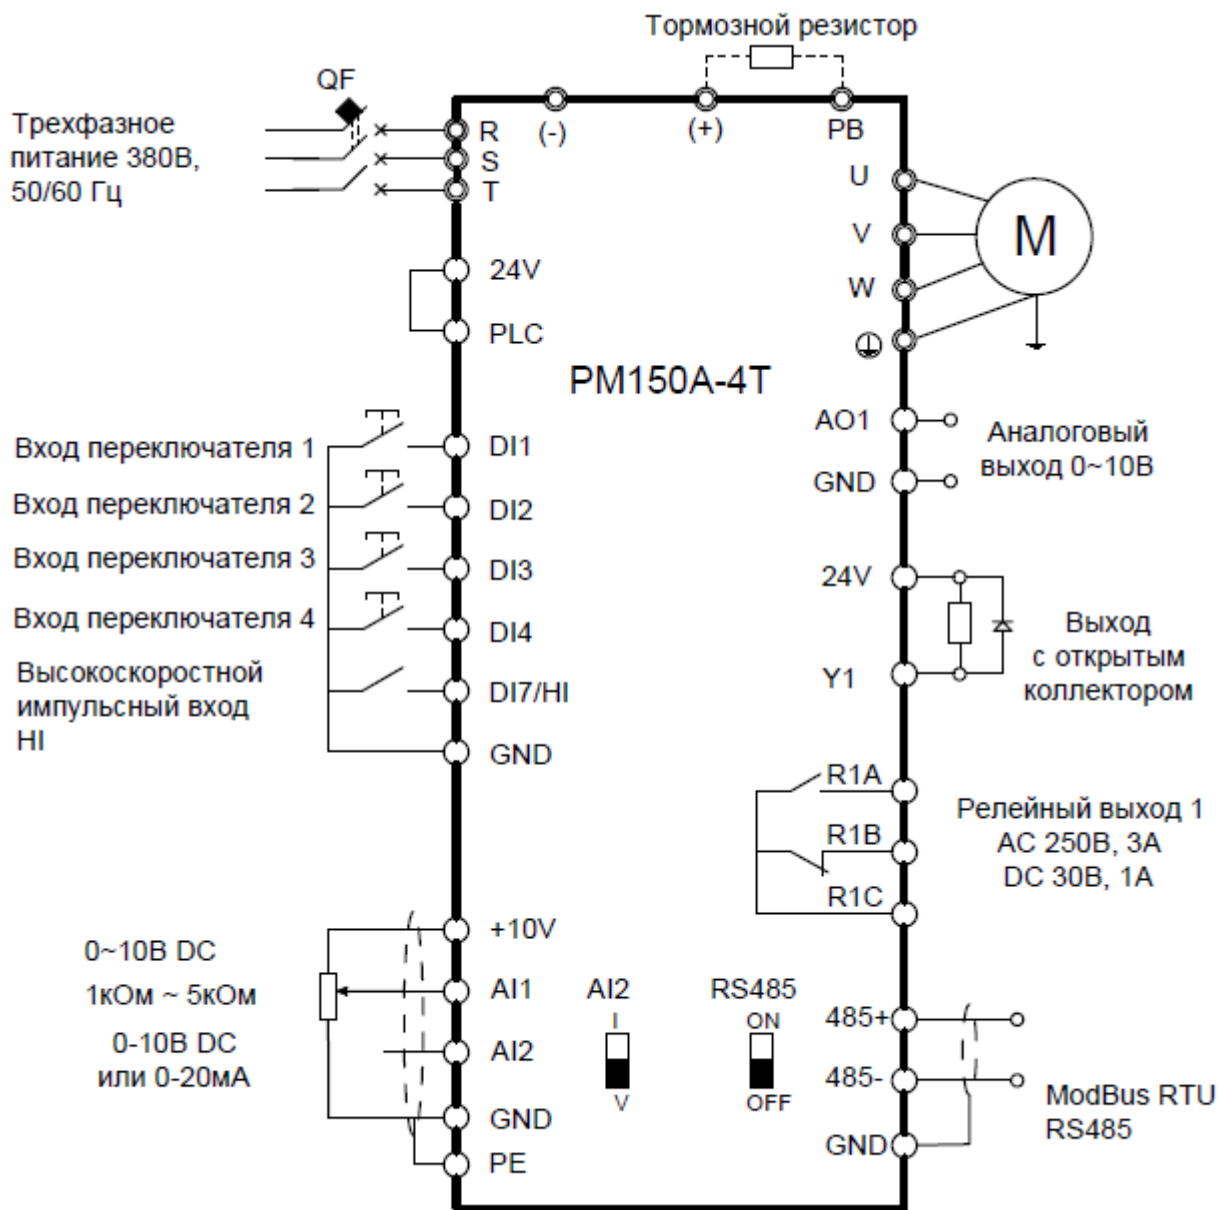 Тормозной резистор
QF
Трехфазное
питание 380В,
50/60 Гц
R
S
T
(-)
(+)
PB
U
V
W
M
24V
PLC
PM150A-4T
AO1
GND
Аналоговый
выход 0~10В
Вход переключателя 1
DI1
Вход переключателя 2
DI2
Вход переключателя 3
DI3
Вход переключателя 4
DI4
Высокоскоростной
импульсный вход
HI
DI7/HI
GND
24V
Y1
Выход
с открытым
коллектором
R1A
R1B
R1C
Релейный выход 1
AC 250В, 3А
DC 30В, 1А
0~10В DC
1кОм ~ 5кОм
0-10В DC
или 0-20мА
+10V
AI1
AI2
GND
PE
AI2
I
V
RS485
ON
OFF
485+
485-
GND
ModBus RTU
RS485